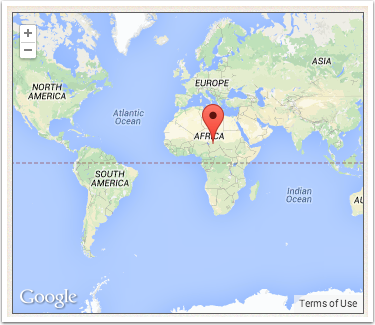 +
−
ASIA
EUROPE
NORTH
AMERICA
Atlantic
Ocean
AFRICA
SOUTH
AMERICA
Indian
Ocean
AU
Google
Terms of Use